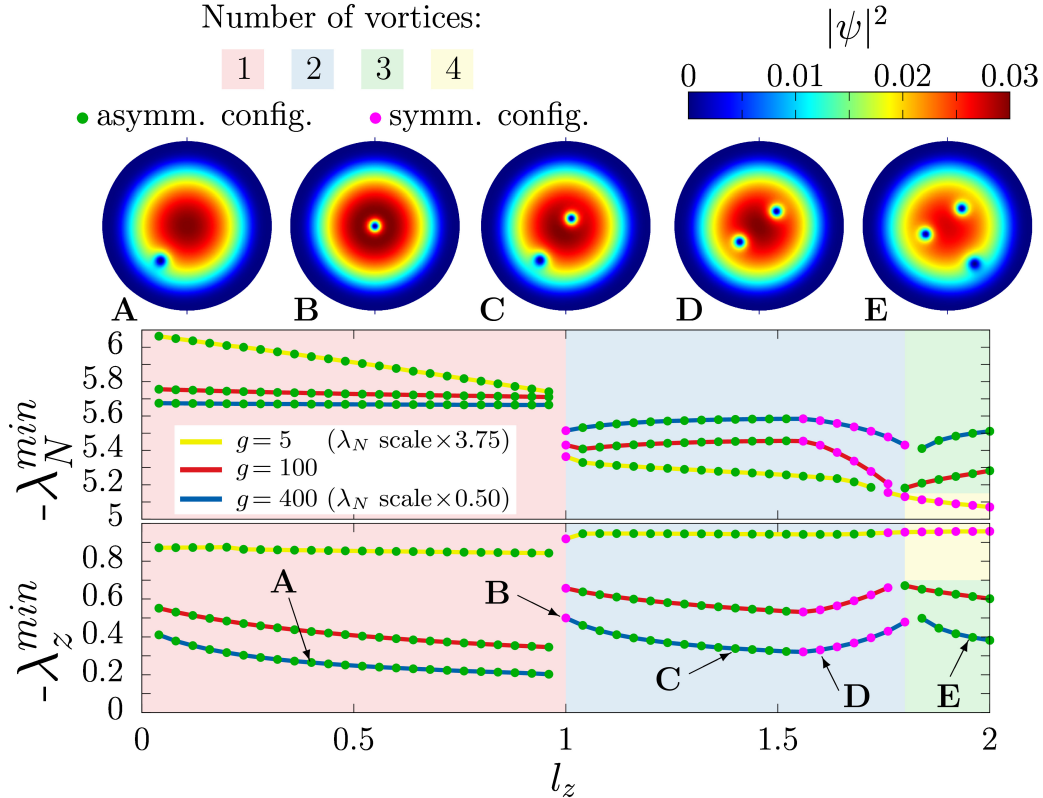 Number of vortices:
1 2 3 4
asymm. config. symm. config.
|ψ|²
0 0.01 0.02 0.03
A B C D E
-λ_N^{min}
6
5.8
5.6
5.4
5.2
5
g = 5 (λ_N scale×3.75)
g = 100
g = 400 (λ_N scale×0.50)
-λ_z^{min}
0.8
0.6
0.4
0.2
0
A
B
C
D
E
0 0.5 1 1.5 2
l_z